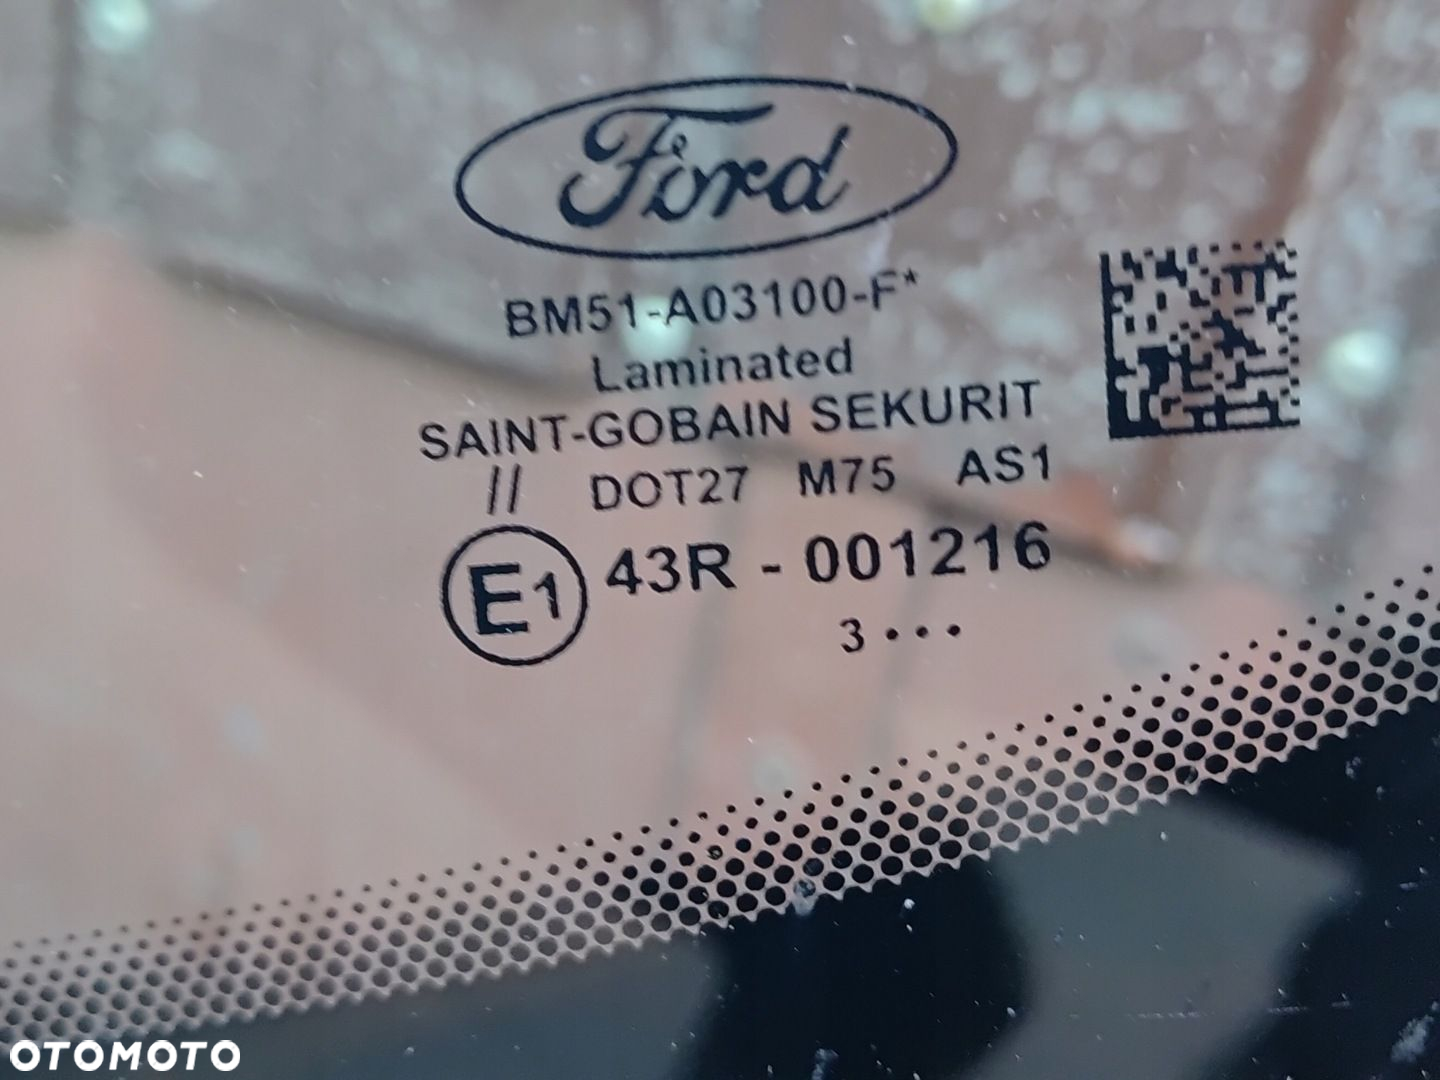 Ford
BM51-A03100-F*
Laminated
SAINT-GOBAIN SEKURIT
// DOT27 M75 AS1
E1 43R - 001216
3 • • •
OTOMOTO